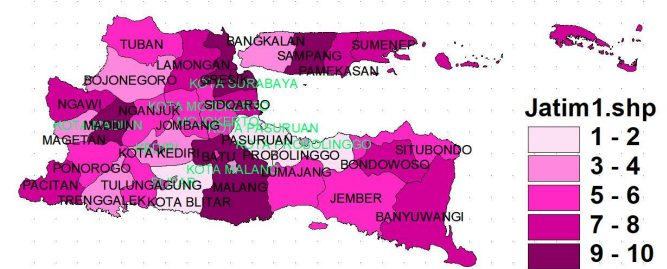 TUBAN
BANGKALAN
SUMENEP
LAMONGAN
SAMPANG
PAMEKASAN
BOJONEGORO
GRESIK
KOTA SURABAYA
NGAWI
NGANJUK
SIDOARJO
MADIUN
JOMBANG
KOTA PASURUAN
MAGETAN
KOTA KEDIRI
PASURUAN
KOTA PROBOLINGGO
SITUBONDO
BATU
PROBOLINGGO
BONDOWOSO
PONOROGO
KOTA MALANG
LUMAJANG
PACITAN
TULUNGAGUNG
MALANG
JEMBER
TRENGGALEK
KOTA BLITAR
BANYUWANGI
Jatim1.shp
1 - 2
3 - 4
5 - 6
7 - 8
9 - 10